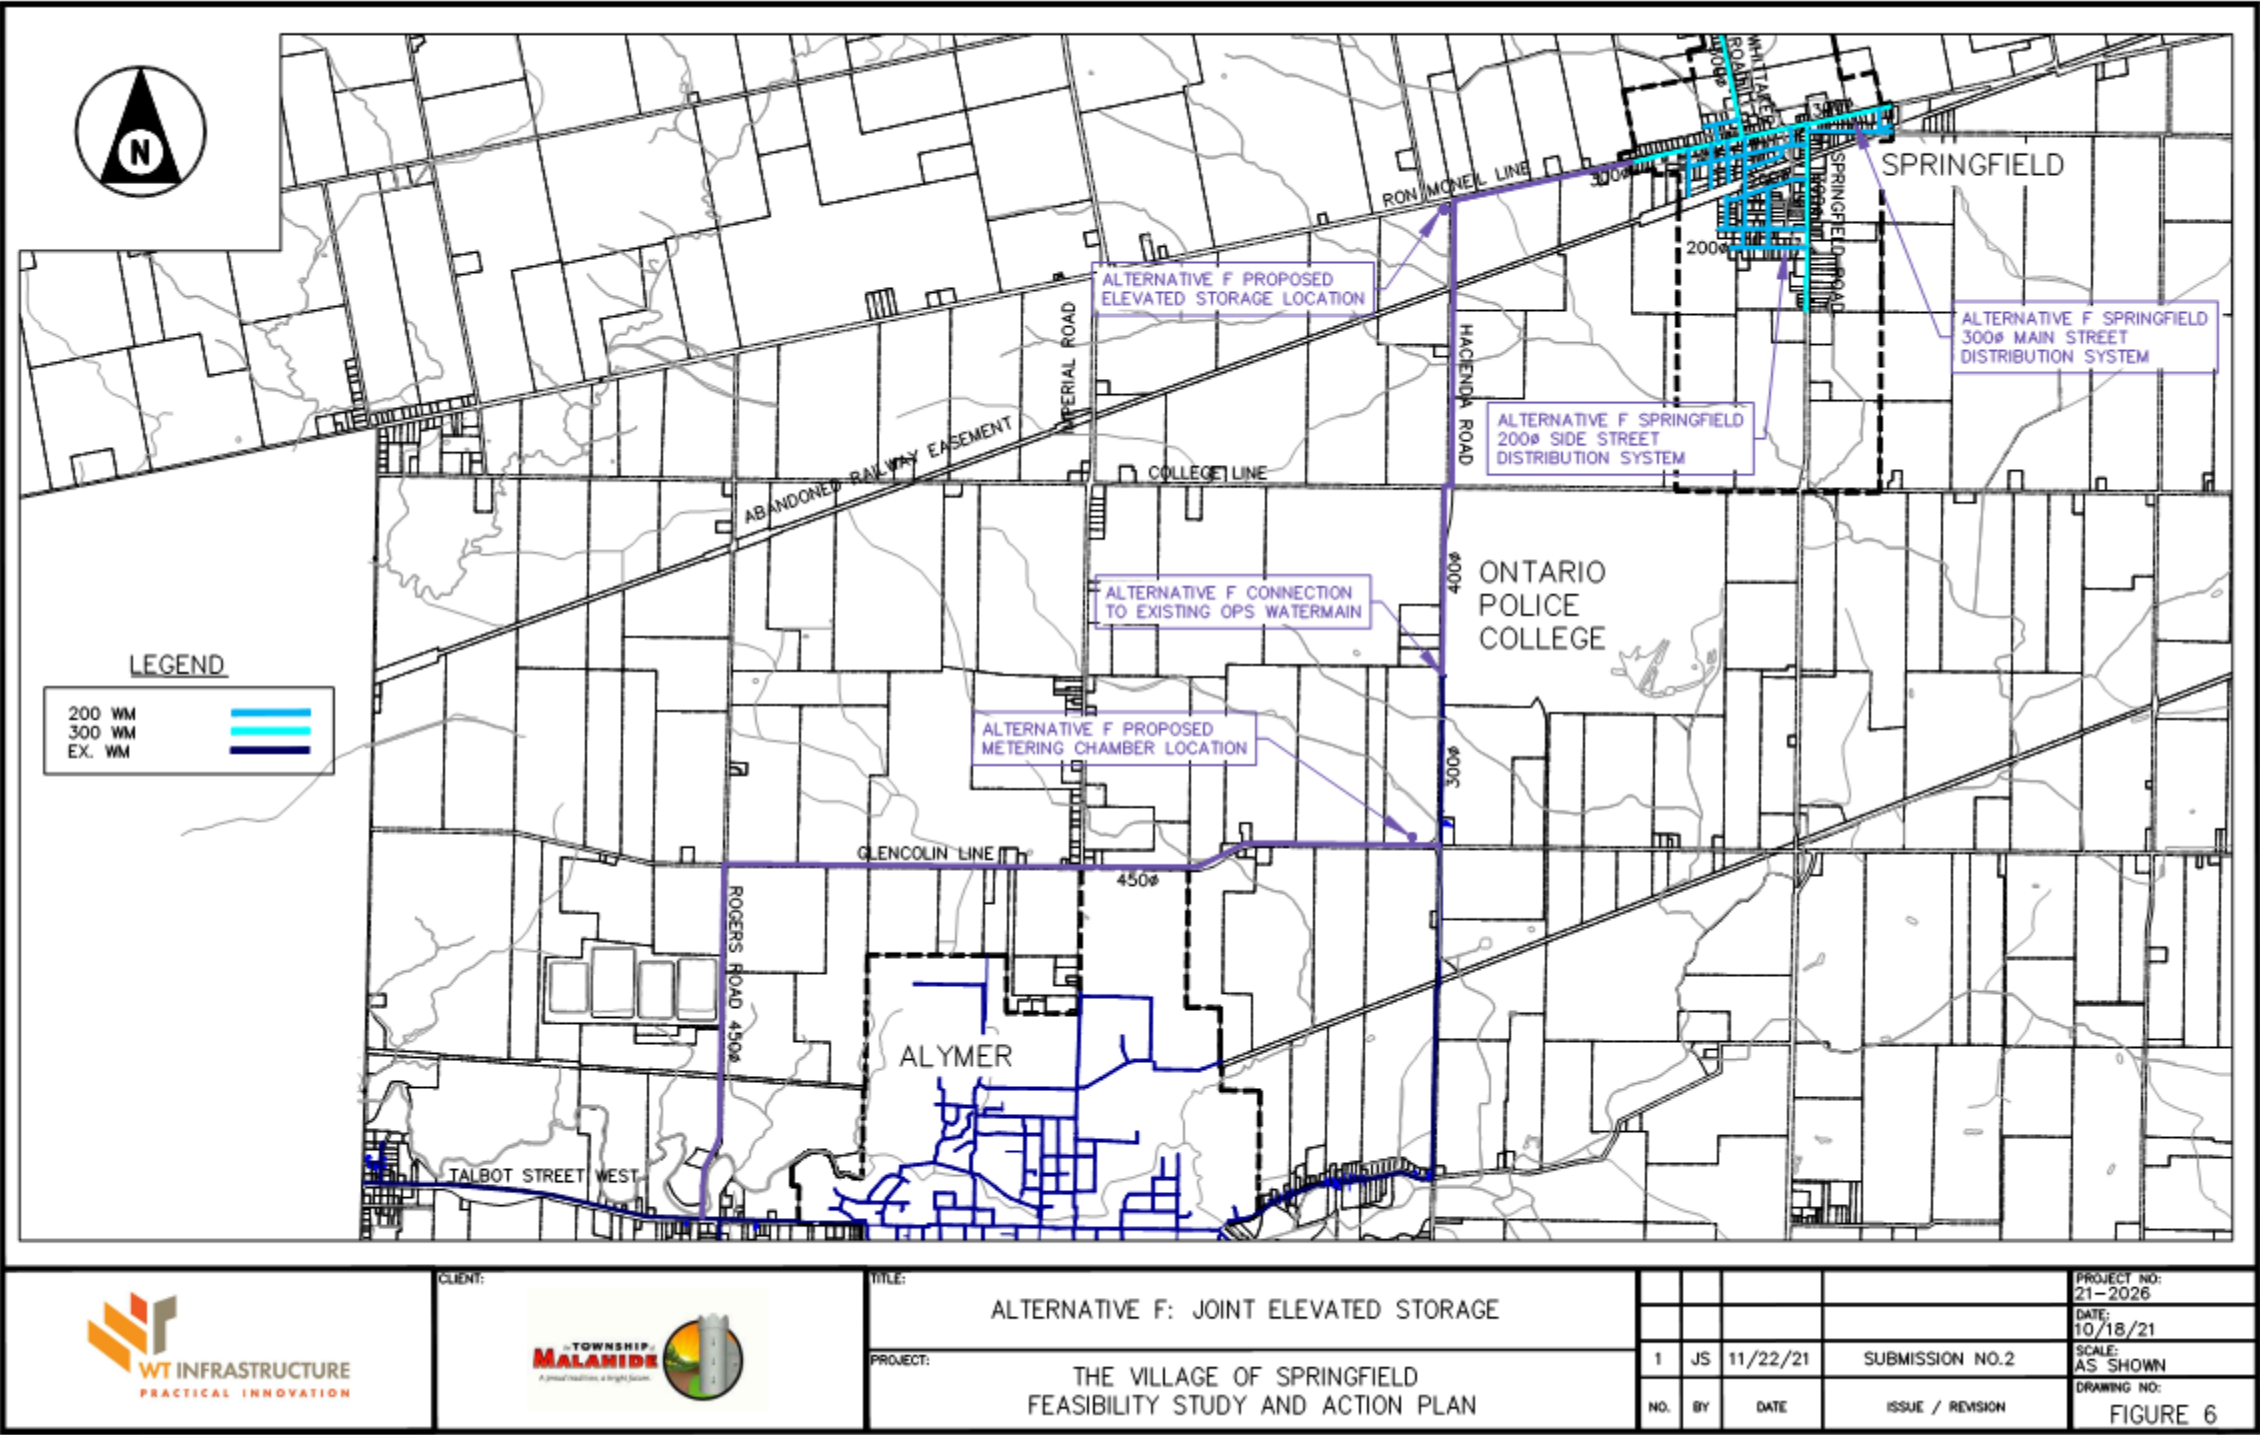 N
WHITTAKER
ROAD
300ø
300ø
SPRINGFIELD
RON MCNEIL LINE
300ø
SPRINGFIELD ROAD
300ø
200ø
ALTERNATIVE F PROPOSED
ELEVATED STORAGE LOCATION
IMPERIAL ROAD
HACIENDA ROAD
ALTERNATIVE F SPRINGFIELD
300ø MAIN STREET
DISTRIBUTION SYSTEM
ALTERNATIVE F SPRINGFIELD
200ø SIDE STREET
DISTRIBUTION SYSTEM
ABANDONED RAILWAY EASEMENT
COLLEGE LINE
400ø
ONTARIO
POLICE
COLLEGE
ALTERNATIVE F CONNECTION
TO EXISTING OPS WATERMAIN
LEGEND
200 WM
300 WM
EX. WM
ALTERNATIVE F PROPOSED
METERING CHAMBER LOCATION
300ø
GLENCOLIN LINE
450ø
ROGERS ROAD 450ø
ALYMER
TALBOT STREET WEST
WT INFRASTRUCTURE
PRACTICAL INNOVATION
CLIENT:
TOWNSHIP
MALAHIDE
A proud tradition, a bright future.
TITLE:
ALTERNATIVE F: JOINT ELEVATED STORAGE
PROJECT:
THE VILLAGE OF SPRINGFIELD
FEASIBILITY STUDY AND ACTION PLAN
1 JS 11/22/21 SUBMISSION NO.2
NO. BY DATE ISSUE / REVISION
PROJECT NO:
21-2026
DATE:
10/18/21
SCALE:
AS SHOWN
DRAWING NO:
FIGURE 6